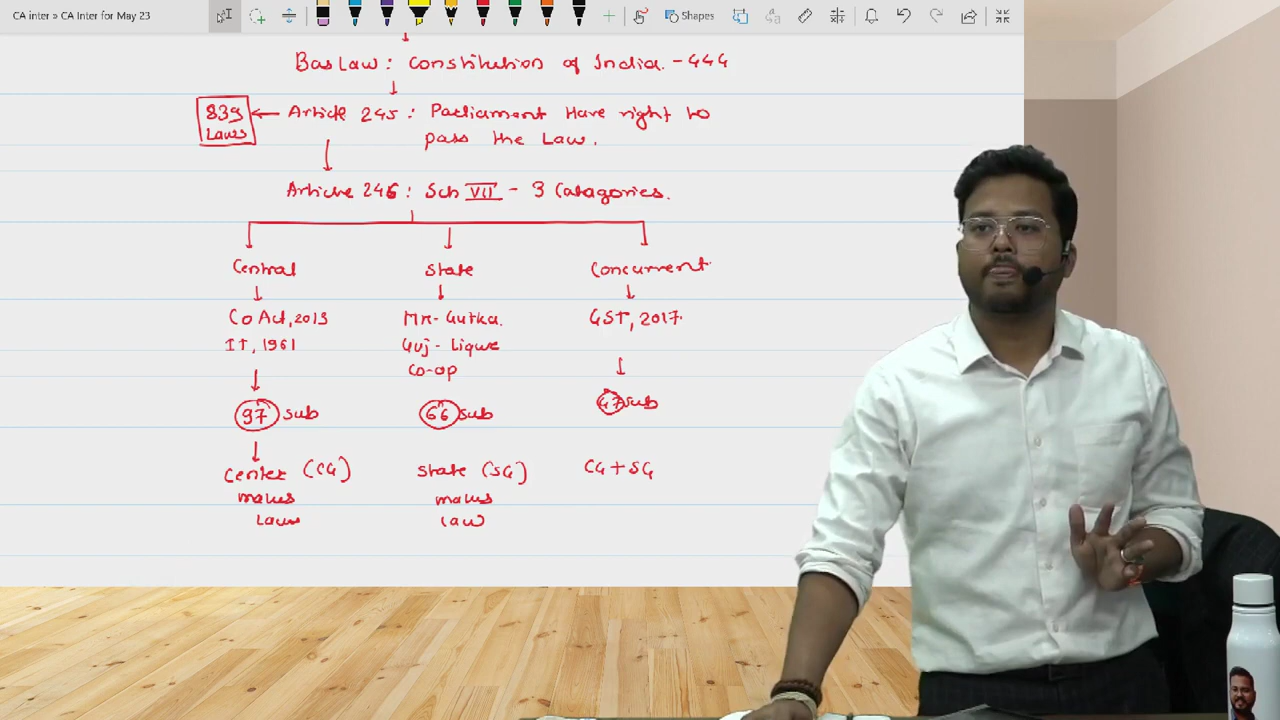 CA inter » CA Inter for May 23
Shapes
Bas Law : Constitution of India - 444
839 Laws ← Article 245 : Parliament Have right to
pass the Law.
Article 246 : Sch VII - 3 Catagories.
Central State Concurrent
Co Act, 2013 MH - Gutka. GST, 2017
IT, 1961 Guj - Lique
Co-op
97 sub 66 sub 47 sub
Center (CG) State (SG) CG + SG
makes makes
Laws law